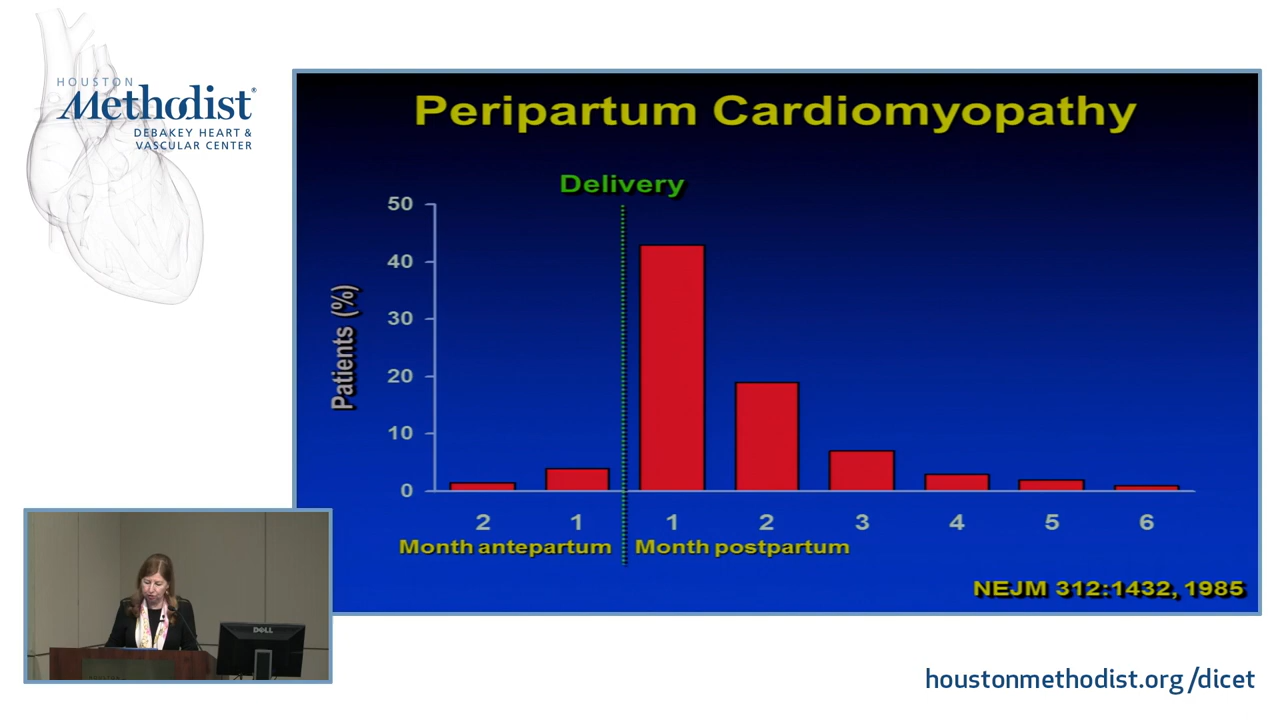 HOUSTON
Methodist®
DEBAKEY HEART &
VASCULAR CENTER
Peripartum Cardiomyopathy
Delivery
Patients (%)
50
40
30
20
10
0
2 1 1 2 3 4 5 6
Month antepartum Month postpartum
NEJM 312:1432, 1985
DELL
houstonmethodist.org/dicet